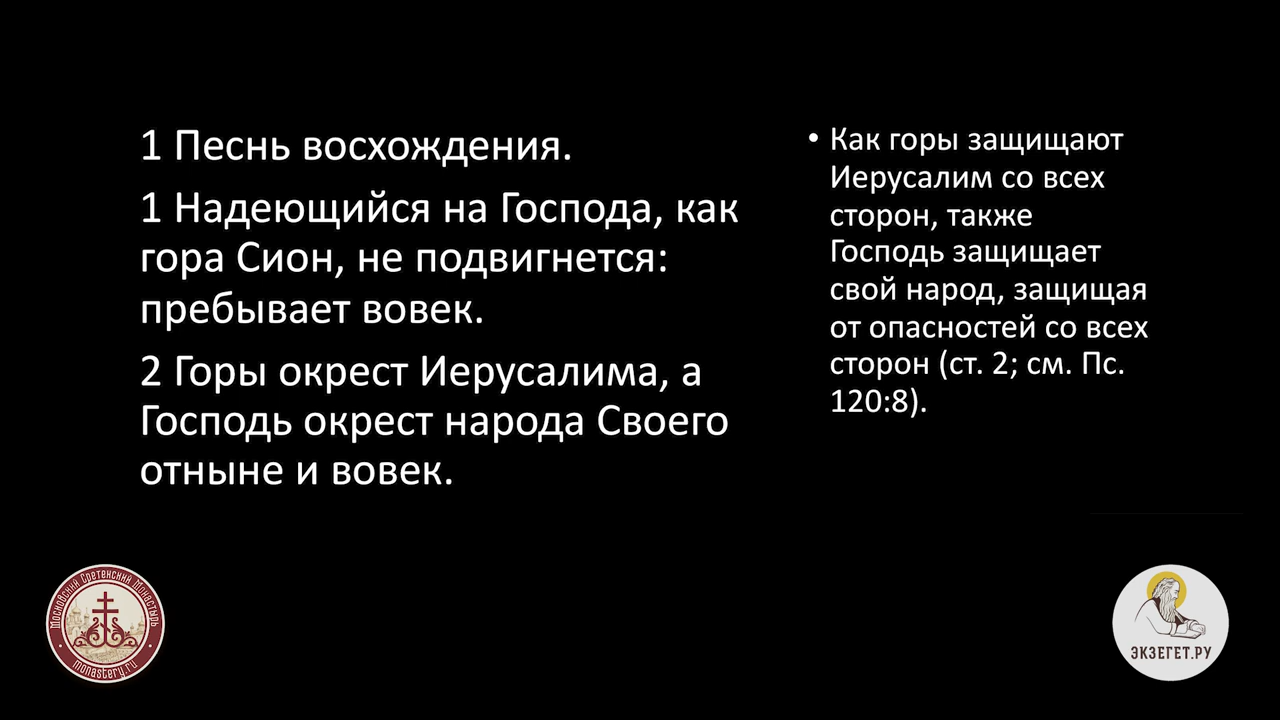 1 Песнь восхождения.
1 Надеющийся на Господа, как
гора Сион, не подвигнется:
пребывает вовек.
2 Горы окрест Иерусалима, а
Господь окрест народа Своего
отныне и вовек.
• Как горы защищают
Иерусалим со всех
сторон, также
Господь защищает
свой народ, защищая
от опасностей со всех
сторон (ст. 2; см. Пс.
120:8).
Московский Сретенский Монастырь
monastery.ru
ЭКЗЕГЕТ.РУ